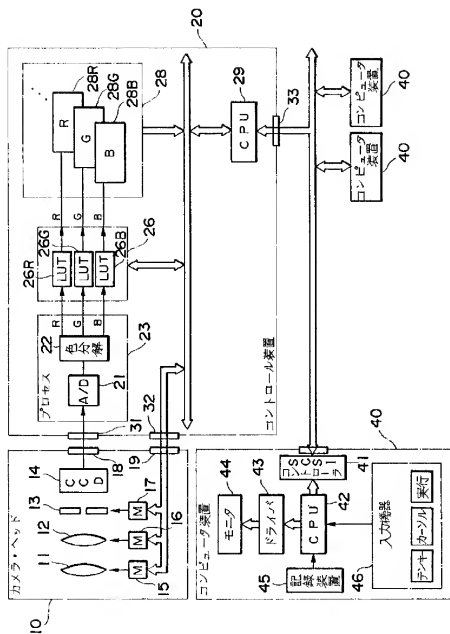 10
カメラ・ヘッド
11
12
13
14
CCD
15
M
16
M
17
M
18
19
31
32
20
コントロール装置
プロセス
21
A/D
22
色分解
23
R
G
B
26R
26G
26B
26
LUT
LUT
LUT
R
G
B
28R
28G
28B
28
R
G
B
29
CPU
33
40
コンピュータ装置
41
SCSIコントローラ
42
CPU
43
ドライバ
44
モニタ
45
記録装置
46
入力機器
テンキー
カーソル
実行
コンピュータ装置
40
コンピュータ装置
40